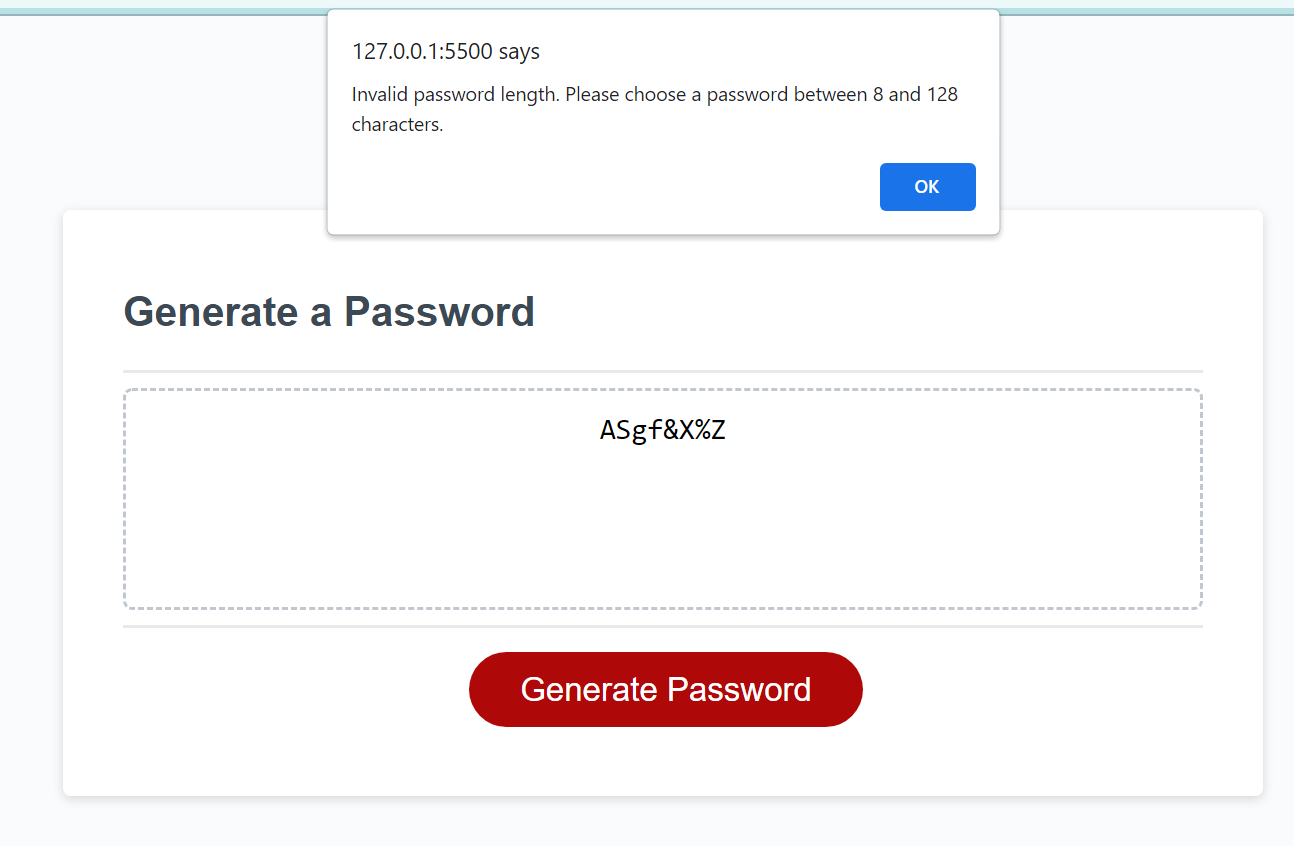 127.0.0.1:5500 says
Invalid password length. Please choose a password between 8 and 128
characters.
OK
Generate a Password
ASgf&X%Z
Generate Password